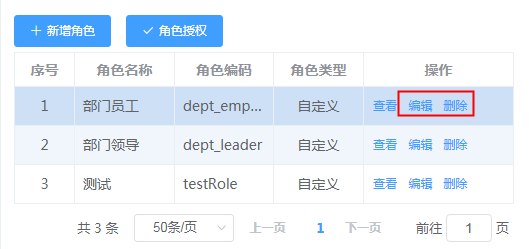 新增角色 角色授权
序号 角色名称 角色编码 角色类型 操作
1 部门员工 dept_emp... 自定义 查看 编辑 删除
2 部门领导 dept_leader 自定义 查看 编辑 删除
3 测试 testRole 自定义 查看 编辑 删除
共 3 条 50条/页 上一页 1 下一页 前往 1 页